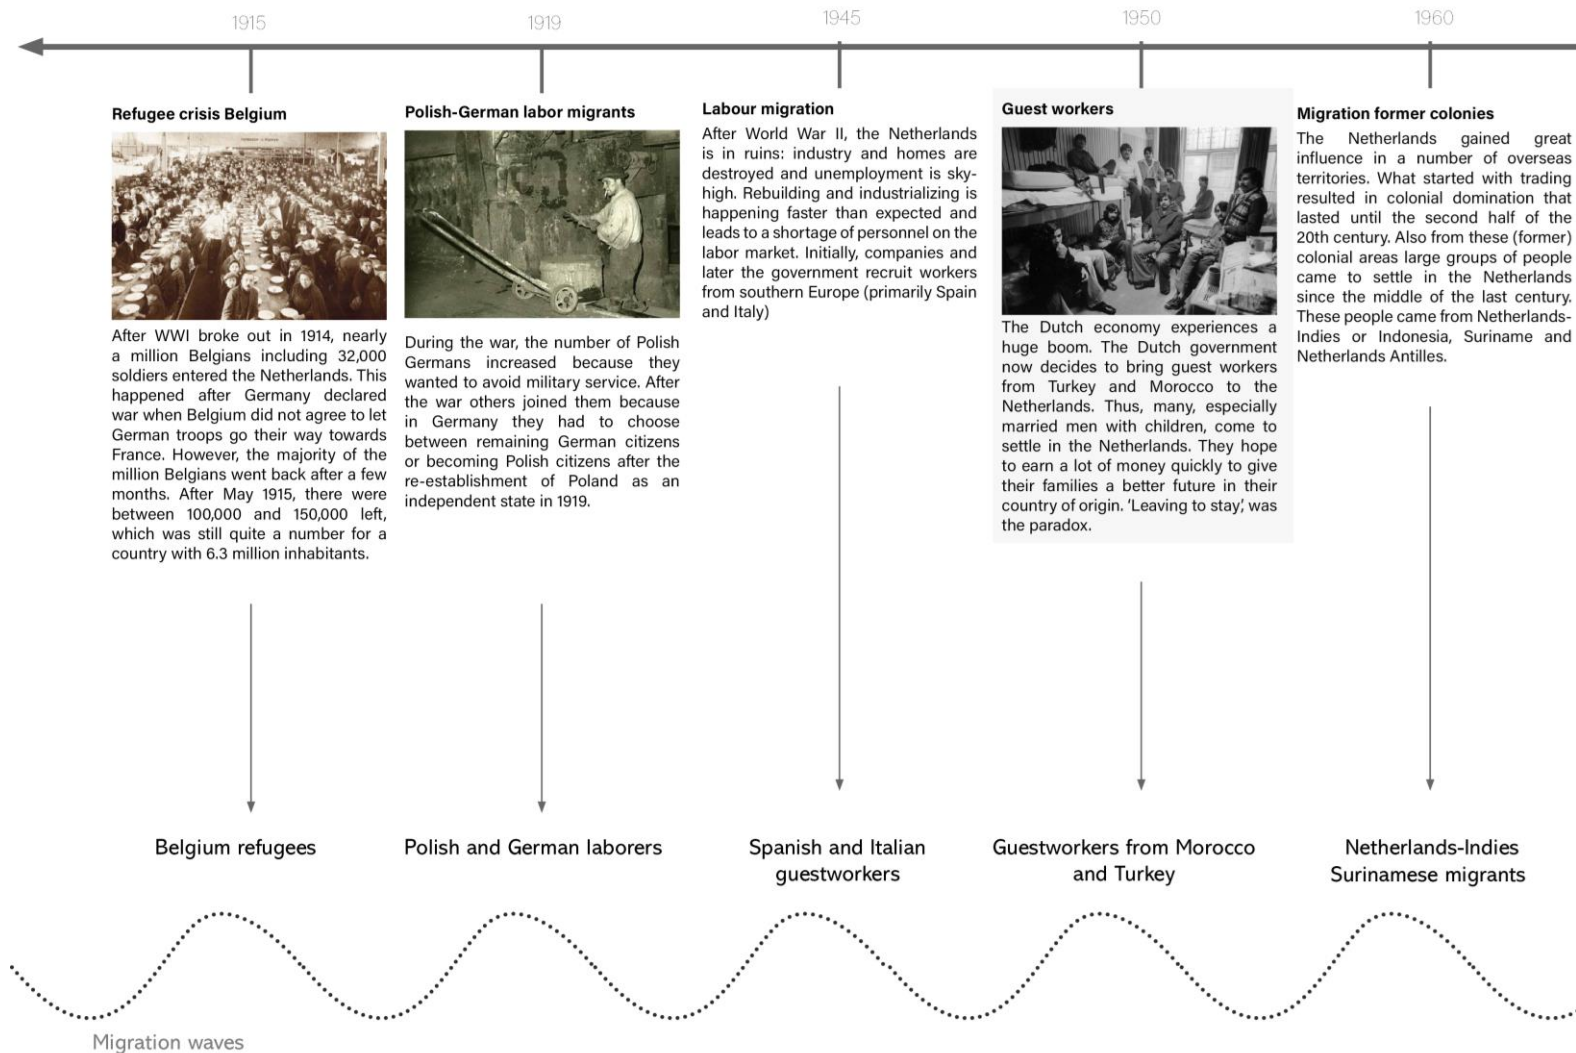 1915
1919
1945
1950
1960
Refugee crisis Belgium
After WWI broke out in 1914, nearly
a million Belgians including 32,000
soldiers entered the Netherlands. This
happened after Germany declared
war when Belgium did not agree to let
German troops go their way towards
France. However, the majority of the
million Belgians went back after a few
months. After May 1915, there were
between 100,000 and 150,000 left,
which was still quite a number for a
country with 6.3 million inhabitants.
Polish-German labor migrants
During the war, the number of Polish
Germans increased because they
wanted to avoid military service. After
the war others joined them because
in Germany they had to choose
between remaining German citizens
or becoming Polish citizens after the
re-establishment of Poland as an
independent state in 1919.
Labour migration
After World War II, the Netherlands
is in ruins: industry and homes are
destroyed and unemployment is sky-
high. Rebuilding and industrializing is
happening faster than expected and
leads to a shortage of personnel on the
labor market. Initially, companies and
later the government recruit workers
from southern Europe (primarily Spain
and Italy)
Guest workers
The Dutch economy experiences a
huge boom. The Dutch government
now decides to bring guest workers
from Turkey and Morocco to the
Netherlands. Thus, many, especially
married men with children, come to
settle in the Netherlands. They hope
to earn a lot of money quickly to give
their families a better future in their
country of origin. ‘Leaving to stay’, was
the paradox.
Migration former colonies
The Netherlands gained great
influence in a number of overseas
territories. What started with trading
resulted in colonial domination that
lasted until the second half of the
20th century. Also from these (former)
colonial areas large groups of people
came to settle in the Netherlands
since the middle of the last century.
These people came from Netherlands-
Indies or Indonesia, Suriname and
Netherlands Antilles.
Belgium refugees
Polish and German laborers
Spanish and Italian
guestworkers
Guestworkers from Morocco
and Turkey
Netherlands-Indies
Surinamese migrants
Migration waves